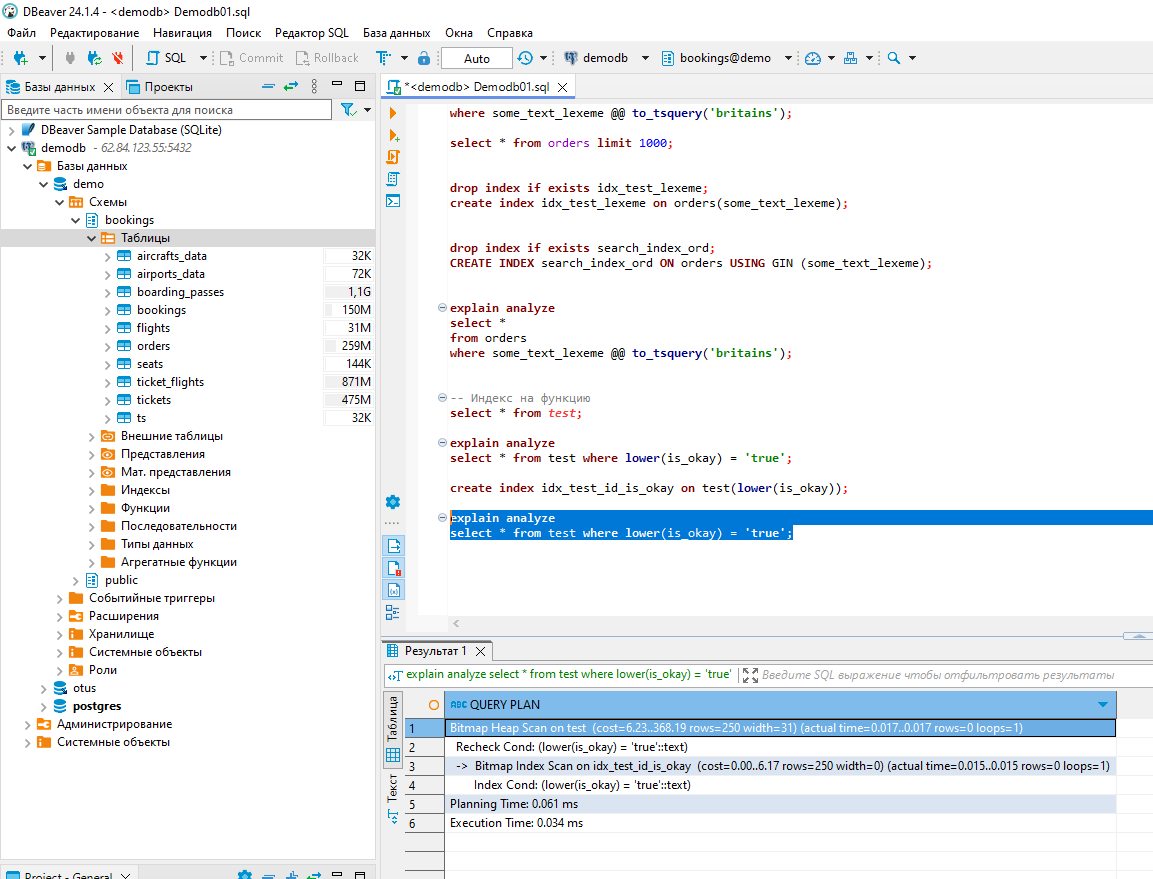 DBeaver 24.1.4 - <demodb> Demodb01.sql
Файл Редактирование Навигация Поиск Редактор SQL База данных Окна Справка
SQL Commit Rollback Auto demodb bookings@demo
Базы данных Проекты
Введите часть имени объекта для поиска
DBeaver Sample Database (SQLite)
demodb - 62.84.123.55:5432
Базы данных
demo
Схемы
bookings
Таблицы
aircrafts_data 32K
airports_data 72K
boarding_passes 1,1G
bookings 150M
flights 31M
orders 259M
seats 144K
ticket_flights 871M
tickets 475M
ts 32K
Внешние таблицы
Представления
Мат. представления
Индексы
Функции
Последовательности
Типы данных
Агрегатные функции
public
Событийные триггеры
Расширения
Хранилище
Системные объекты
Роли
otus
postgres
Администрирование
Системные объекты
Project - General
*<demodb> Demodb01.sql
where some_text_lexeme @@ to_tsquery('britains');
select * from orders limit 1000;
drop index if exists idx_test_lexeme;
create index idx_test_lexeme on orders(some_text_lexeme);
drop index if exists search_index_ord;
CREATE INDEX search_index_ord ON orders USING GIN (some_text_lexeme);
explain analyze
select *
from orders
where some_text_lexeme @@ to_tsquery('britains');
-- Индекс на функцию
select * from test;
explain analyze
select * from test where lower(is_okay) = 'true';
create index idx_test_id_is_okay on test(lower(is_okay));
explain analyze
select * from test where lower(is_okay) = 'true';
Результат 1
explain analyze select * from test where lower(is_okay) = 'true' Введите SQL выражение чтобы отфильтровать результаты
Таблица
Текст
ABC QUERY PLAN
1 Bitmap Heap Scan on test (cost=6.23..368.19 rows=250 width=31) (actual time=0.017..0.017 rows=0 loops=1)
2 Recheck Cond: (lower(is_okay) = 'true'::text)
3 -> Bitmap Index Scan on idx_test_id_is_okay (cost=0.00..6.17 rows=250 width=0) (actual time=0.015..0.015 rows=0 loops=1)
4 Index Cond: (lower(is_okay) = 'true'::text)
5 Planning Time: 0.061 ms
6 Execution Time: 0.034 ms